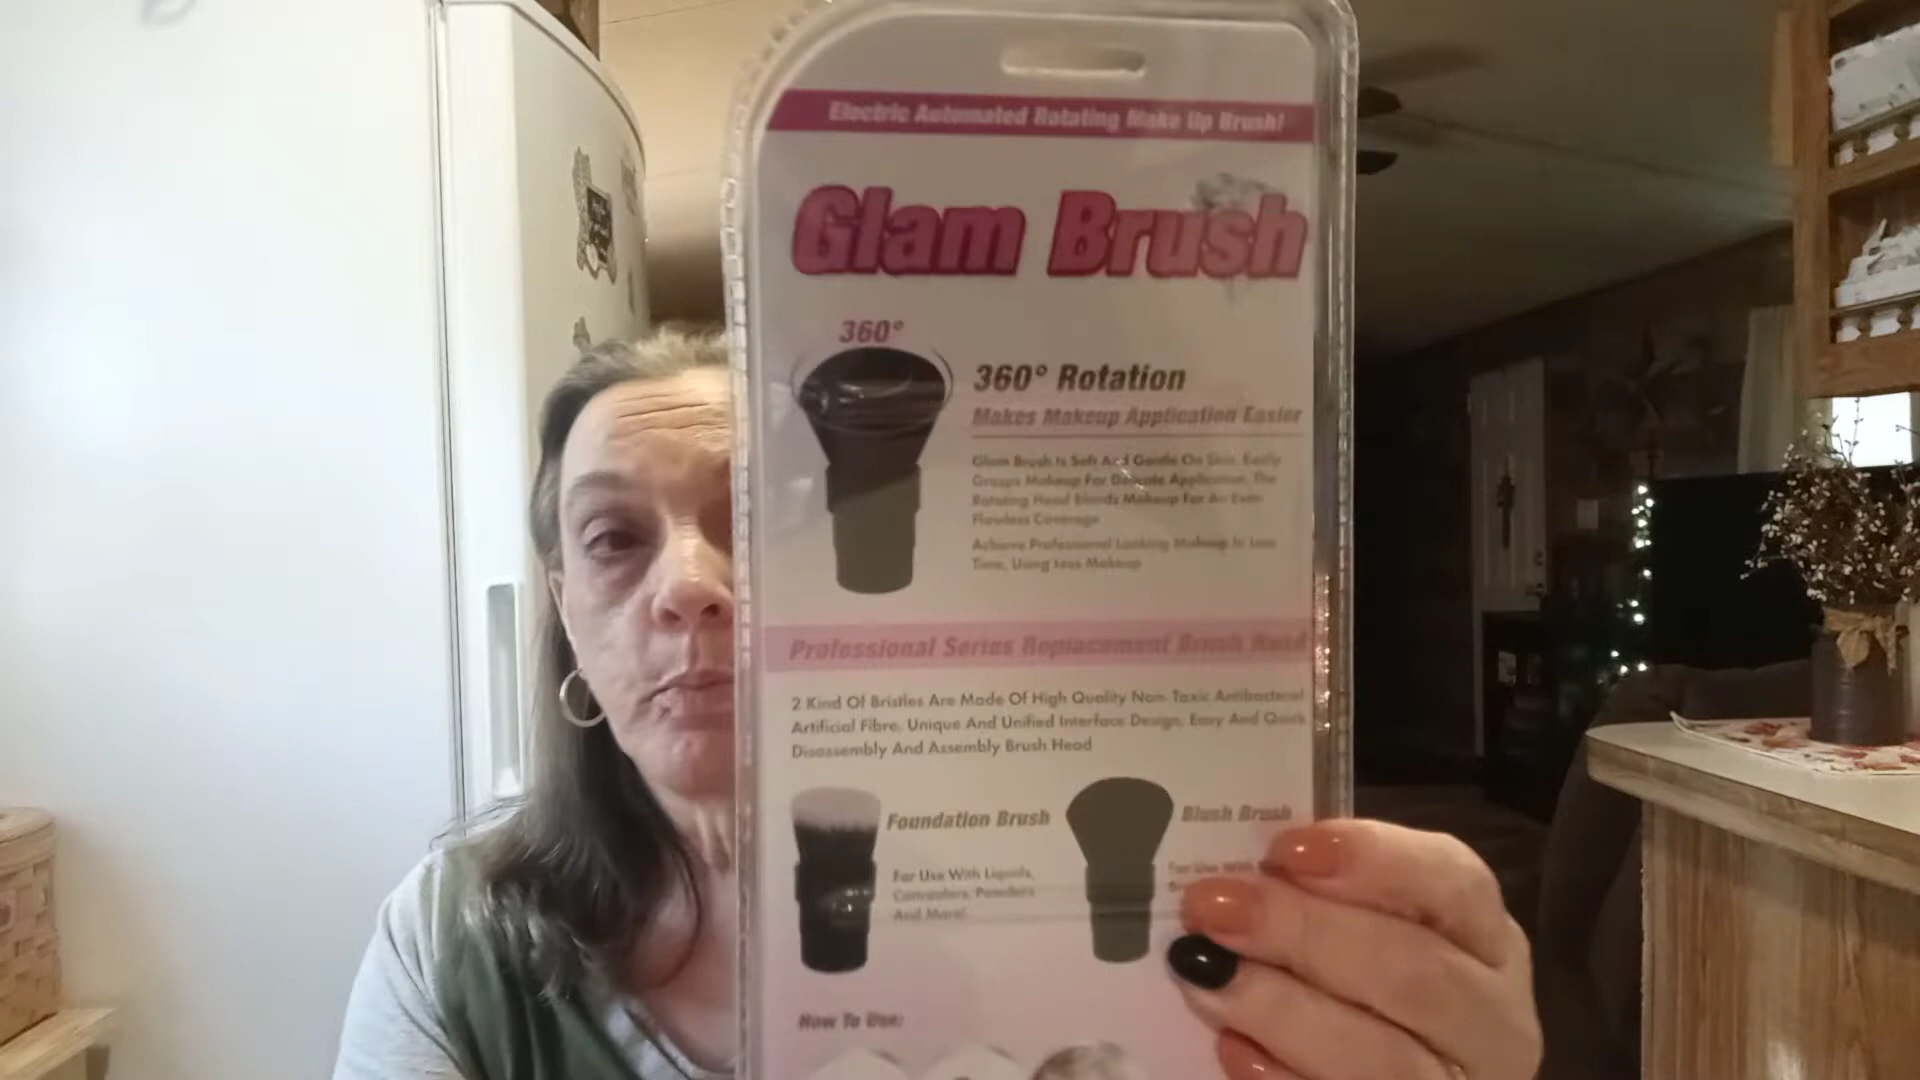 Electric Automated Rotating Make Up Brush!
Glam Brush
360°
360° Rotation
Makes Makeup Application Easier
Glam Brush Is Soft And Gentle On Skin. Easily
Grasps Makeup For Delicate Application. The
Rotating Head Blends Makeup For An Even
Flawless Coverage
Achieve Professional Looking Makeup In Less
Time, Using Less Makeup
Professional Series Replacement Brush Head
2 Kind Of Bristles Are Made Of High Quality Non-Toxic Antibacterial
Artificial Fibre, Unique And Unified Interface Design, Easy And Quick
Disassembly And Assembly Brush Head
Foundation Brush
Blush Brush
For Use With Liquids,
Concealers, Powders
And More!
For Use With
How To Use: